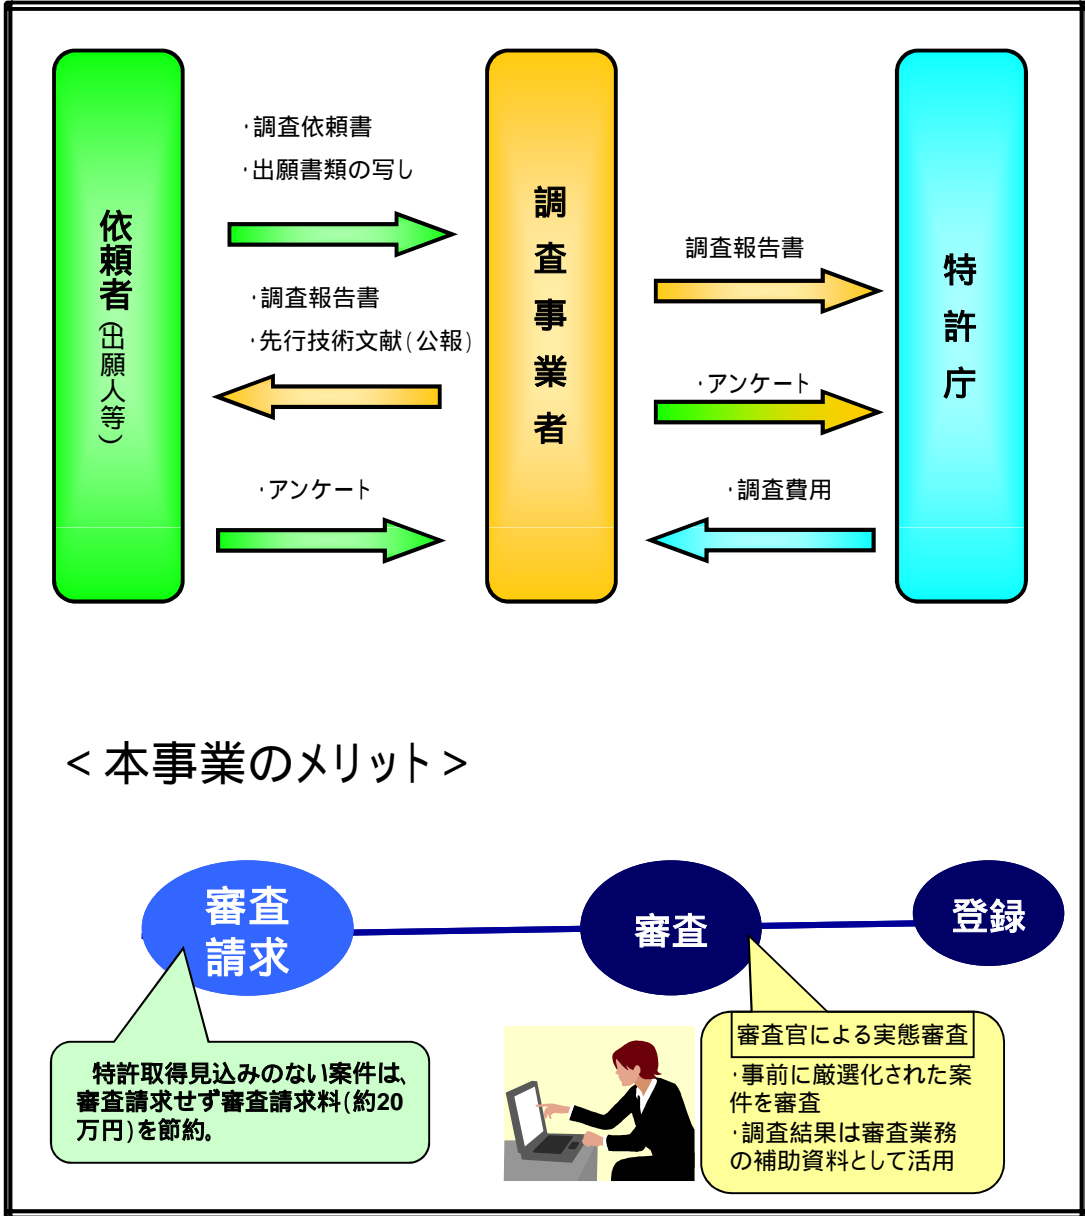 依頼者(出願人等)
・調査依頼書
・出願書類の写し
・調査報告書
・先行技術文献(公報)
・アンケート
調査事業者
調査報告書
・アンケート
・調査費用
特許庁
<本事業のメリット>
審査
請求
審査
登録
特許取得見込みのない案件は、
審査請求せず審査請求料(約20
万円)を節約。
審査官による実態審査
・事前に厳選化された案
件を審査
・調査結果は審査業務
の補助資料として活用